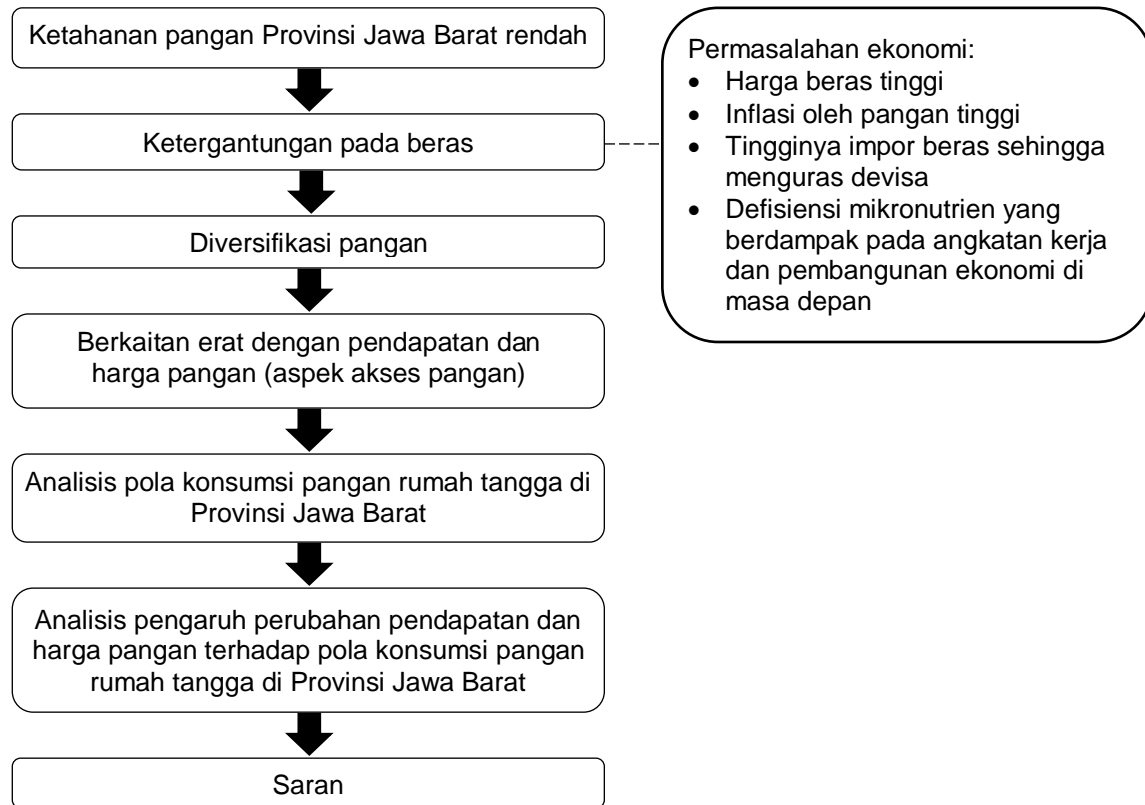 Ketahanan pangan Provinsi Jawa Barat rendah
Ketergantungan pada beras
Diversifikasi pangan
Berkaitan erat dengan pendapatan dan
harga pangan (aspek akses pangan)
Analisis pola konsumsi pangan rumah tangga di
Provinsi Jawa Barat
Analisis pengaruh perubahan pendapatan dan
harga pangan terhadap pola konsumsi pangan
rumah tangga di Provinsi Jawa Barat
Saran
Permasalahan ekonomi:
• Harga beras tinggi
• Inflasi oleh pangan tinggi
• Tingginya impor beras sehingga
menguras devisa
• Defisiensi mikronutrien yang
berdampak pada angkatan kerja
dan pembangunan ekonomi di
masa depan